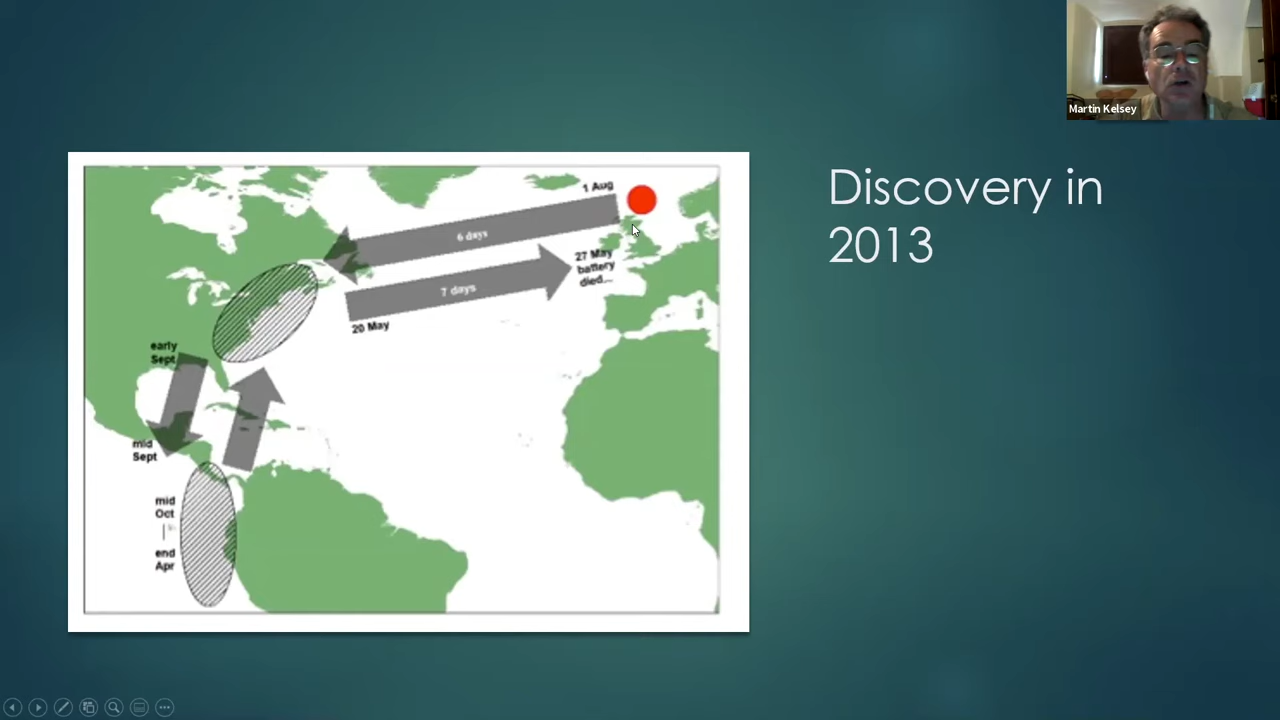 Martin Kelsey
Discovery in
2013
1 Aug
6 days
27 May
battery
died...
7 days
20 May
early
Sept
mid
Sept
mid
Oct
end
Apr